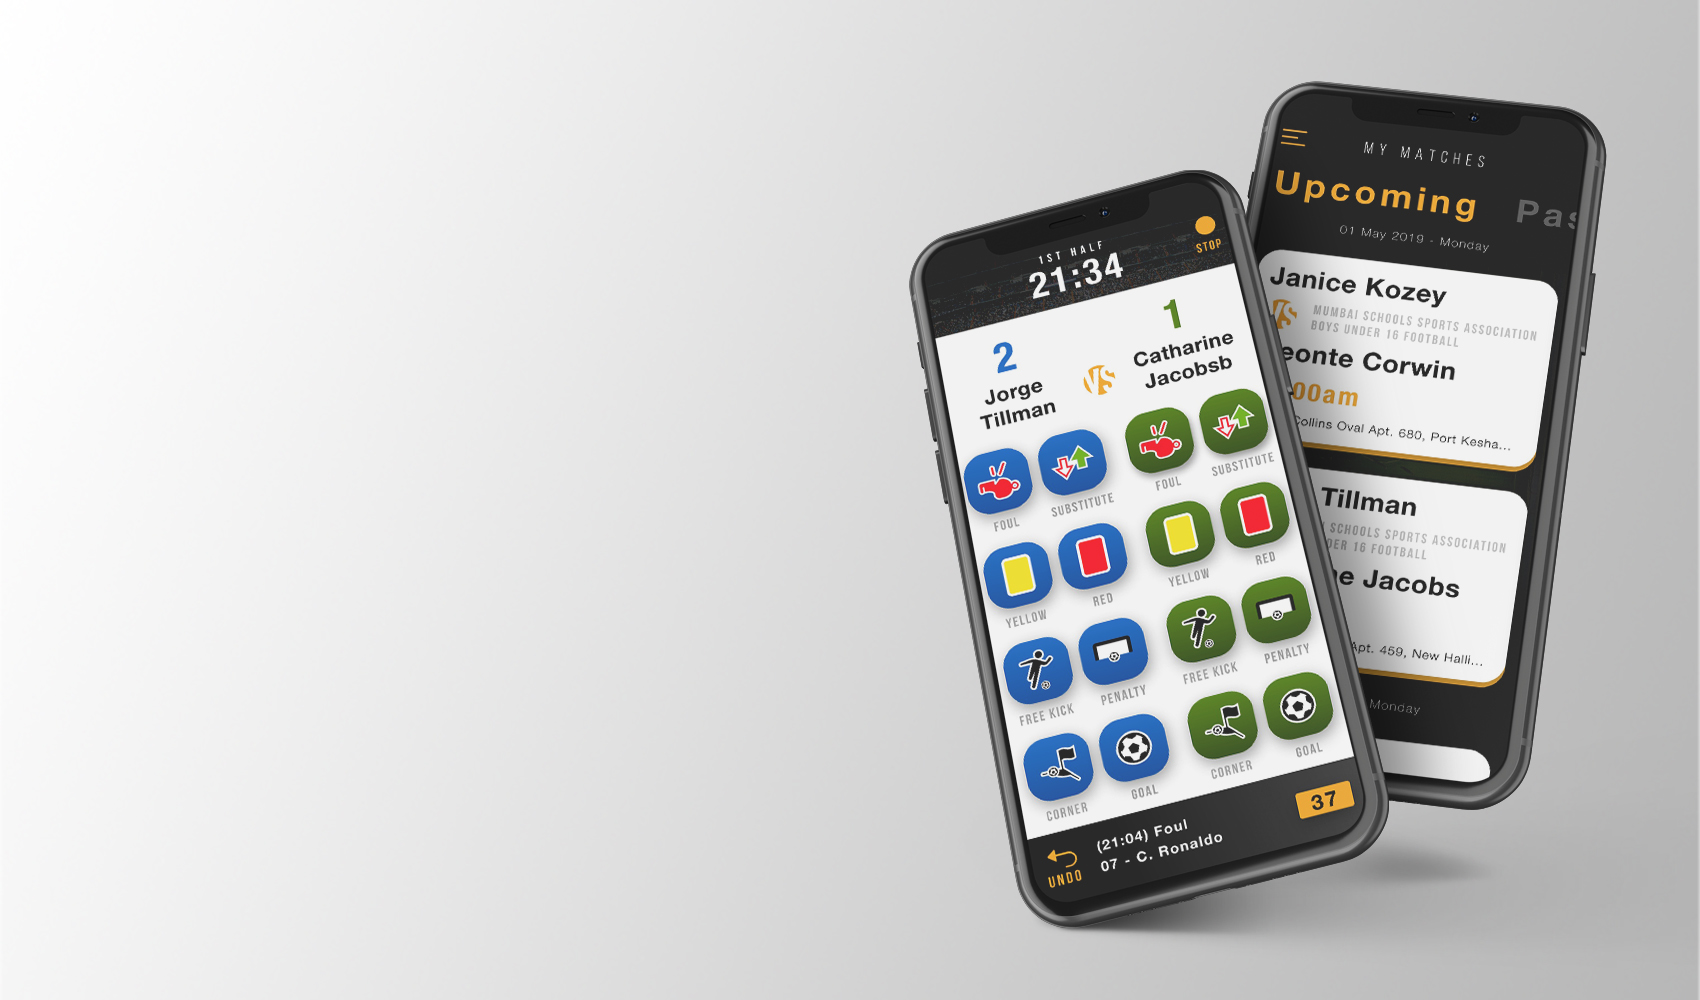 1ST HALF
21:34
STOP
2
Jorge
Tillman
VS
1
Catharine
Jacobsb
FOUL
SUBSTITUTE
FOUL
SUBSTITUTE
YELLOW
RED
YELLOW
RED
FREE KICK
PENALTY
FREE KICK
PENALTY
CORNER
GOAL
CORNER
GOAL
UNDO
(21:04) Foul
07 - C. Ronaldo
37
MY MATCHES
Upcoming Pas
01 May 2019 - Monday
Janice Kozey
VS
MUMBAI SCHOOLS SPORTS ASSOCIATION
BOYS UNDER 16 FOOTBALL
eonte Corwin
00am
Collins Oval Apt. 680, Port Kesha...
Tillman
SCHOOLS SPORTS ASSOCIATION
DER 16 FOOTBALL
e Jacobs
Apt. 459, New Halli...
Monday